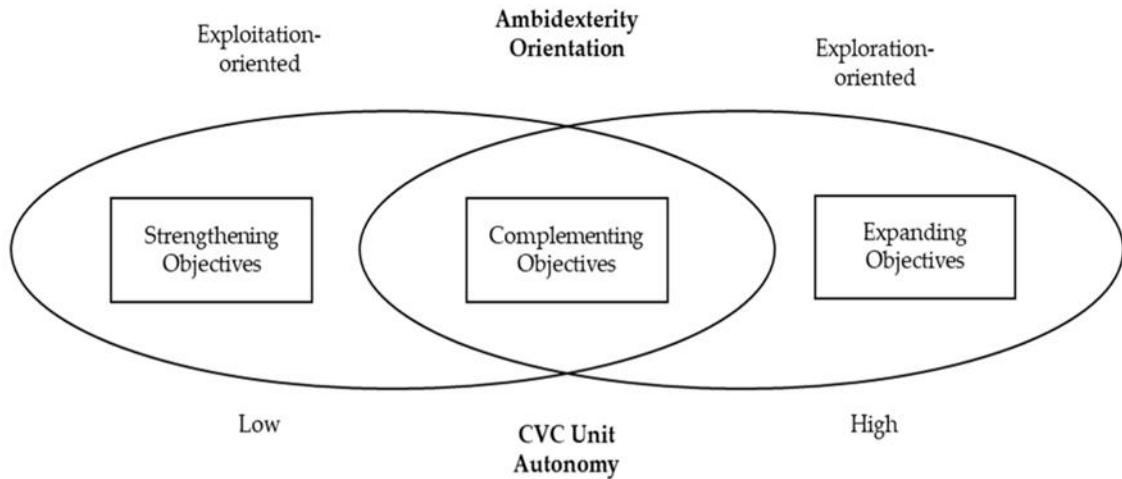 Ambidexterity
Orientation
Exploitation-
oriented
Exploration-
oriented
Strengthening
Objectives
Complementing
Objectives
Expanding
Objectives
Low
CVC Unit
Autonomy
High